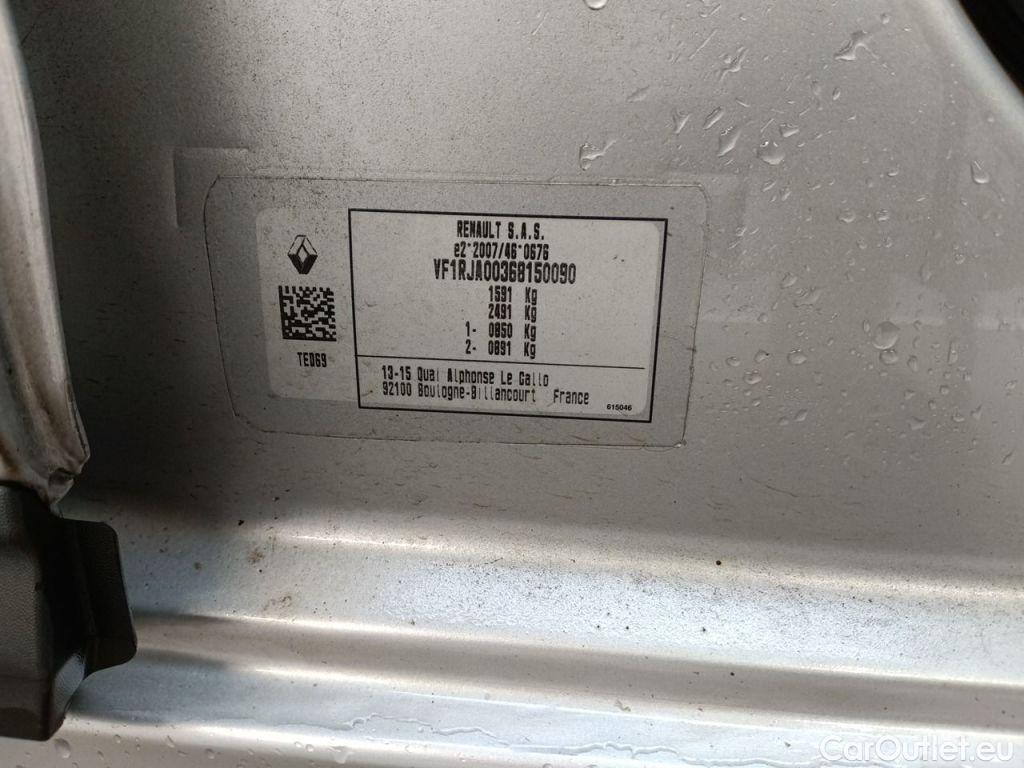 RENAULT S.A.S.
e2*2007/46*0676
VF1RJA00368150090
1591 Kg
2491 Kg
1- 0850 Kg
2- 0891 Kg
TED69
13-15 Quai Alphonse Le Gallo
92100 Boulogne-Billancourt France
615046
CarOutlet.eu